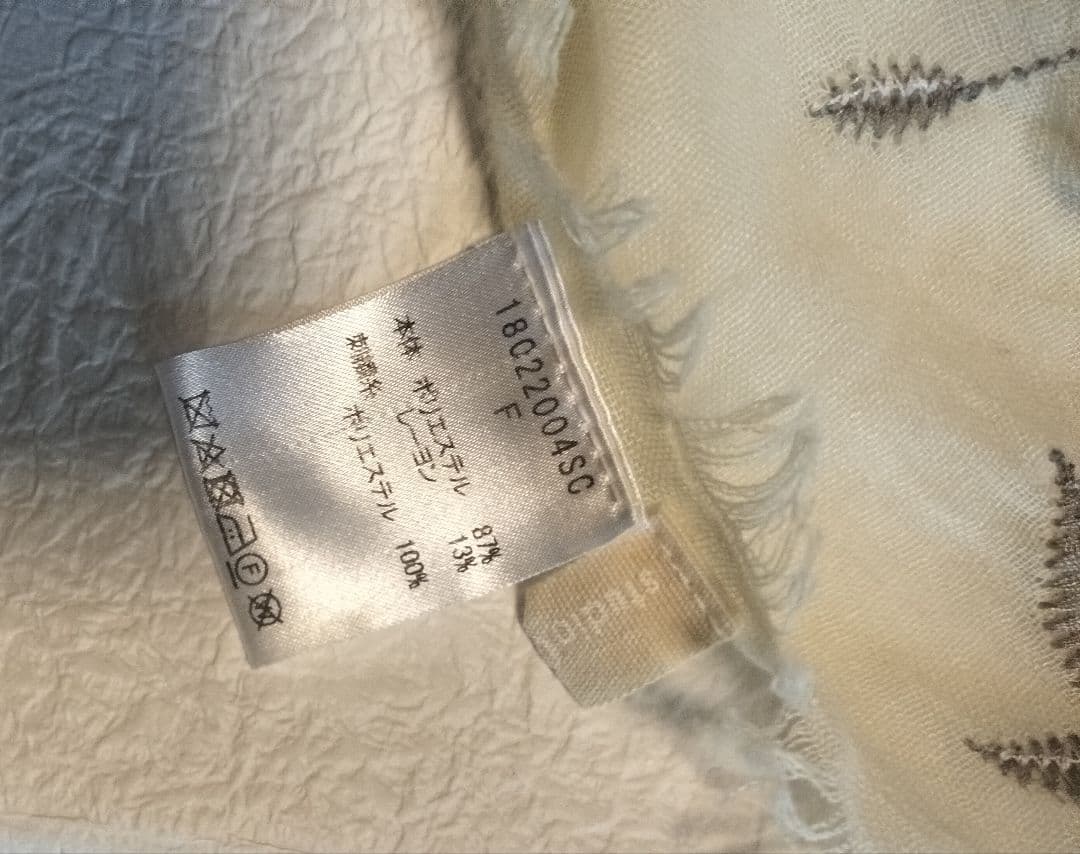 18C22004SC
F
本体 ポリエステル 87%
レーヨン 13%
刺繍糸 ポリエステル 100%
F
studio